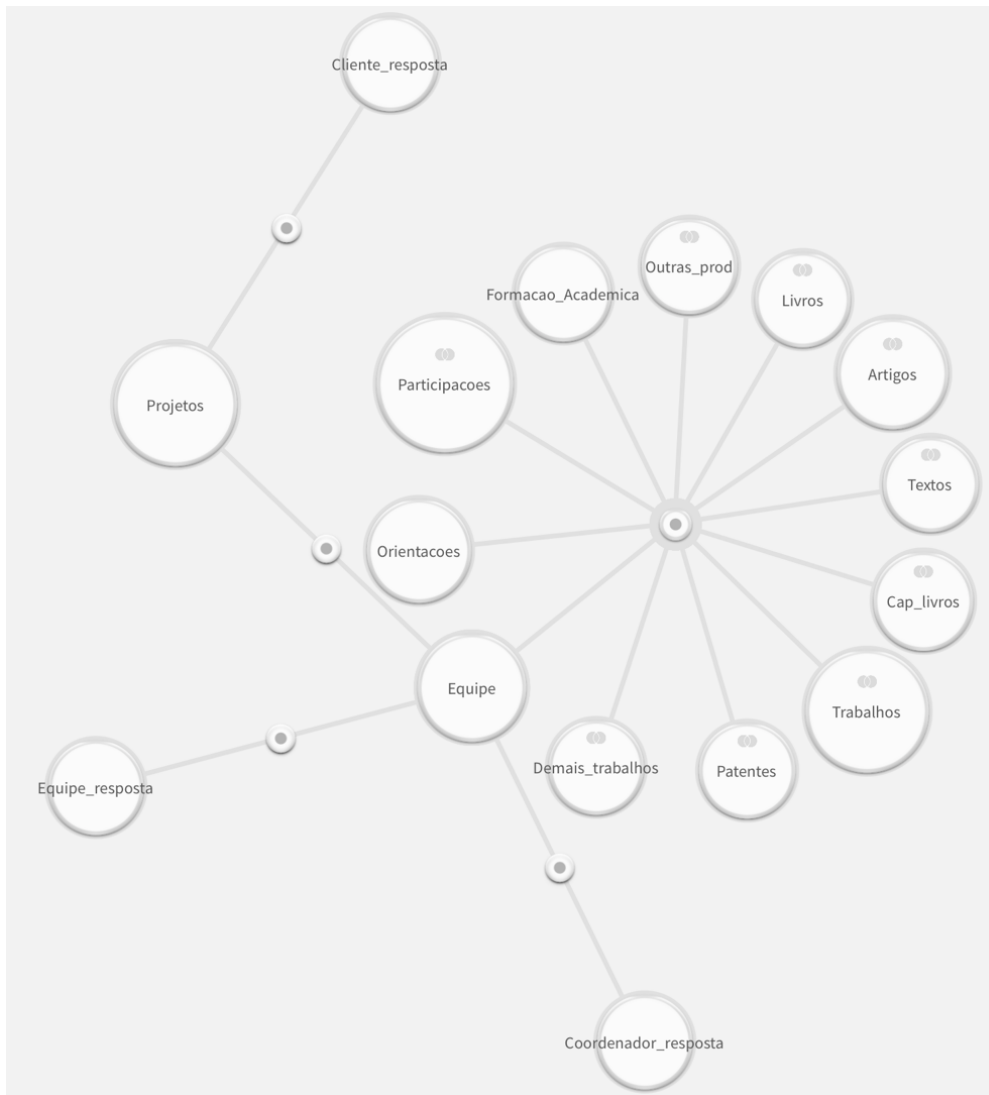 Cliente_resposta
Outras_prod
Formacao_Academica
Livros
Artigos
Participacoes
Projetos
Textos
Orientacoes
Cap_livros
Equipe
Trabalhos
Demais_trabalhos
Patentes
Equipe_resposta
Coordenador_resposta